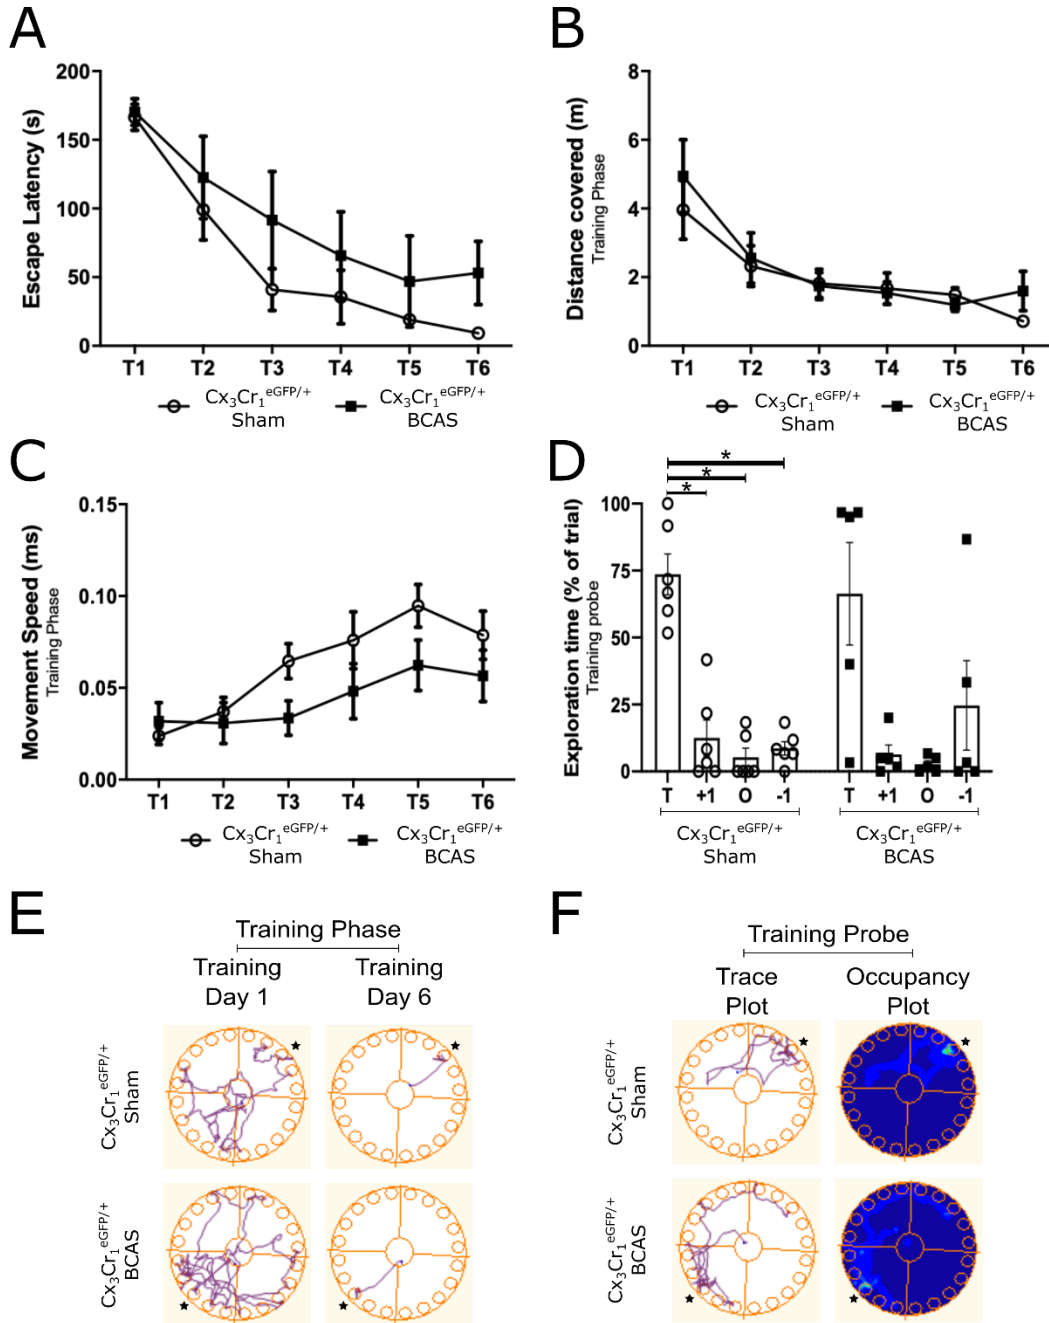 A
Escape Latency (s)
200
150
100
50
0
T1 T2 T3 T4 T5 T6
Cx3Cr1eGFP/+ Sham
Cx3Cr1eGFP/+ BCAS
B
Distance covered (m)
Training Phase
8
6
4
2
0
T1 T2 T3 T4 T5 T6
Cx3Cr1eGFP/+ Sham
Cx3Cr1eGFP/+ BCAS
C
Movement Speed (ms)
Training Phase
0.15
0.10
0.05
0.00
T1 T2 T3 T4 T5 T6
Cx3Cr1eGFP/+ Sham
Cx3Cr1eGFP/+ BCAS
D
Exploration time (% of trial)
Training probe
* 
*
*
100
75
50
25
0
T +1 O -1 T +1 O -1
Cx3Cr1eGFP/+ Sham
Cx3Cr1eGFP/+ BCAS
E
Training Phase
Training Day 1
Training Day 6
Cx3Cr1eGFP/+ Sham
Cx3Cr1eGFP/+ BCAS
F
Training Probe
Trace Plot
Occupancy Plot
Cx3Cr1eGFP/+ Sham
Cx3Cr1eGFP/+ BCAS